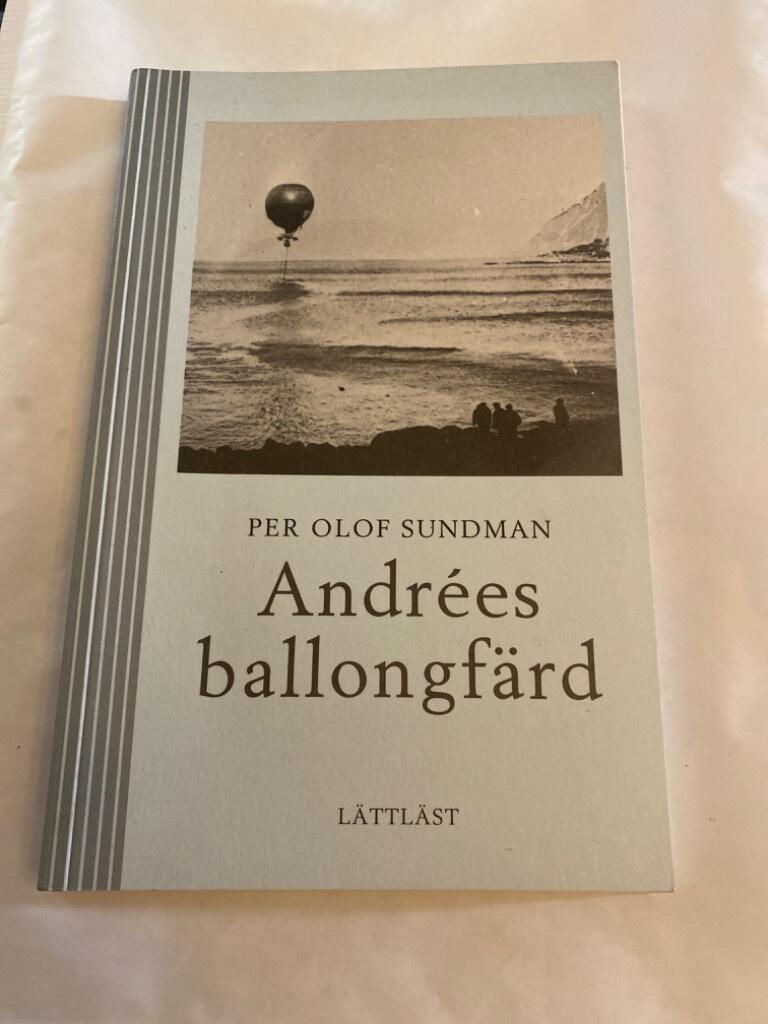 PER OLOF SUNDMAN
Andrées
ballongfärd
LÄTTLÄST